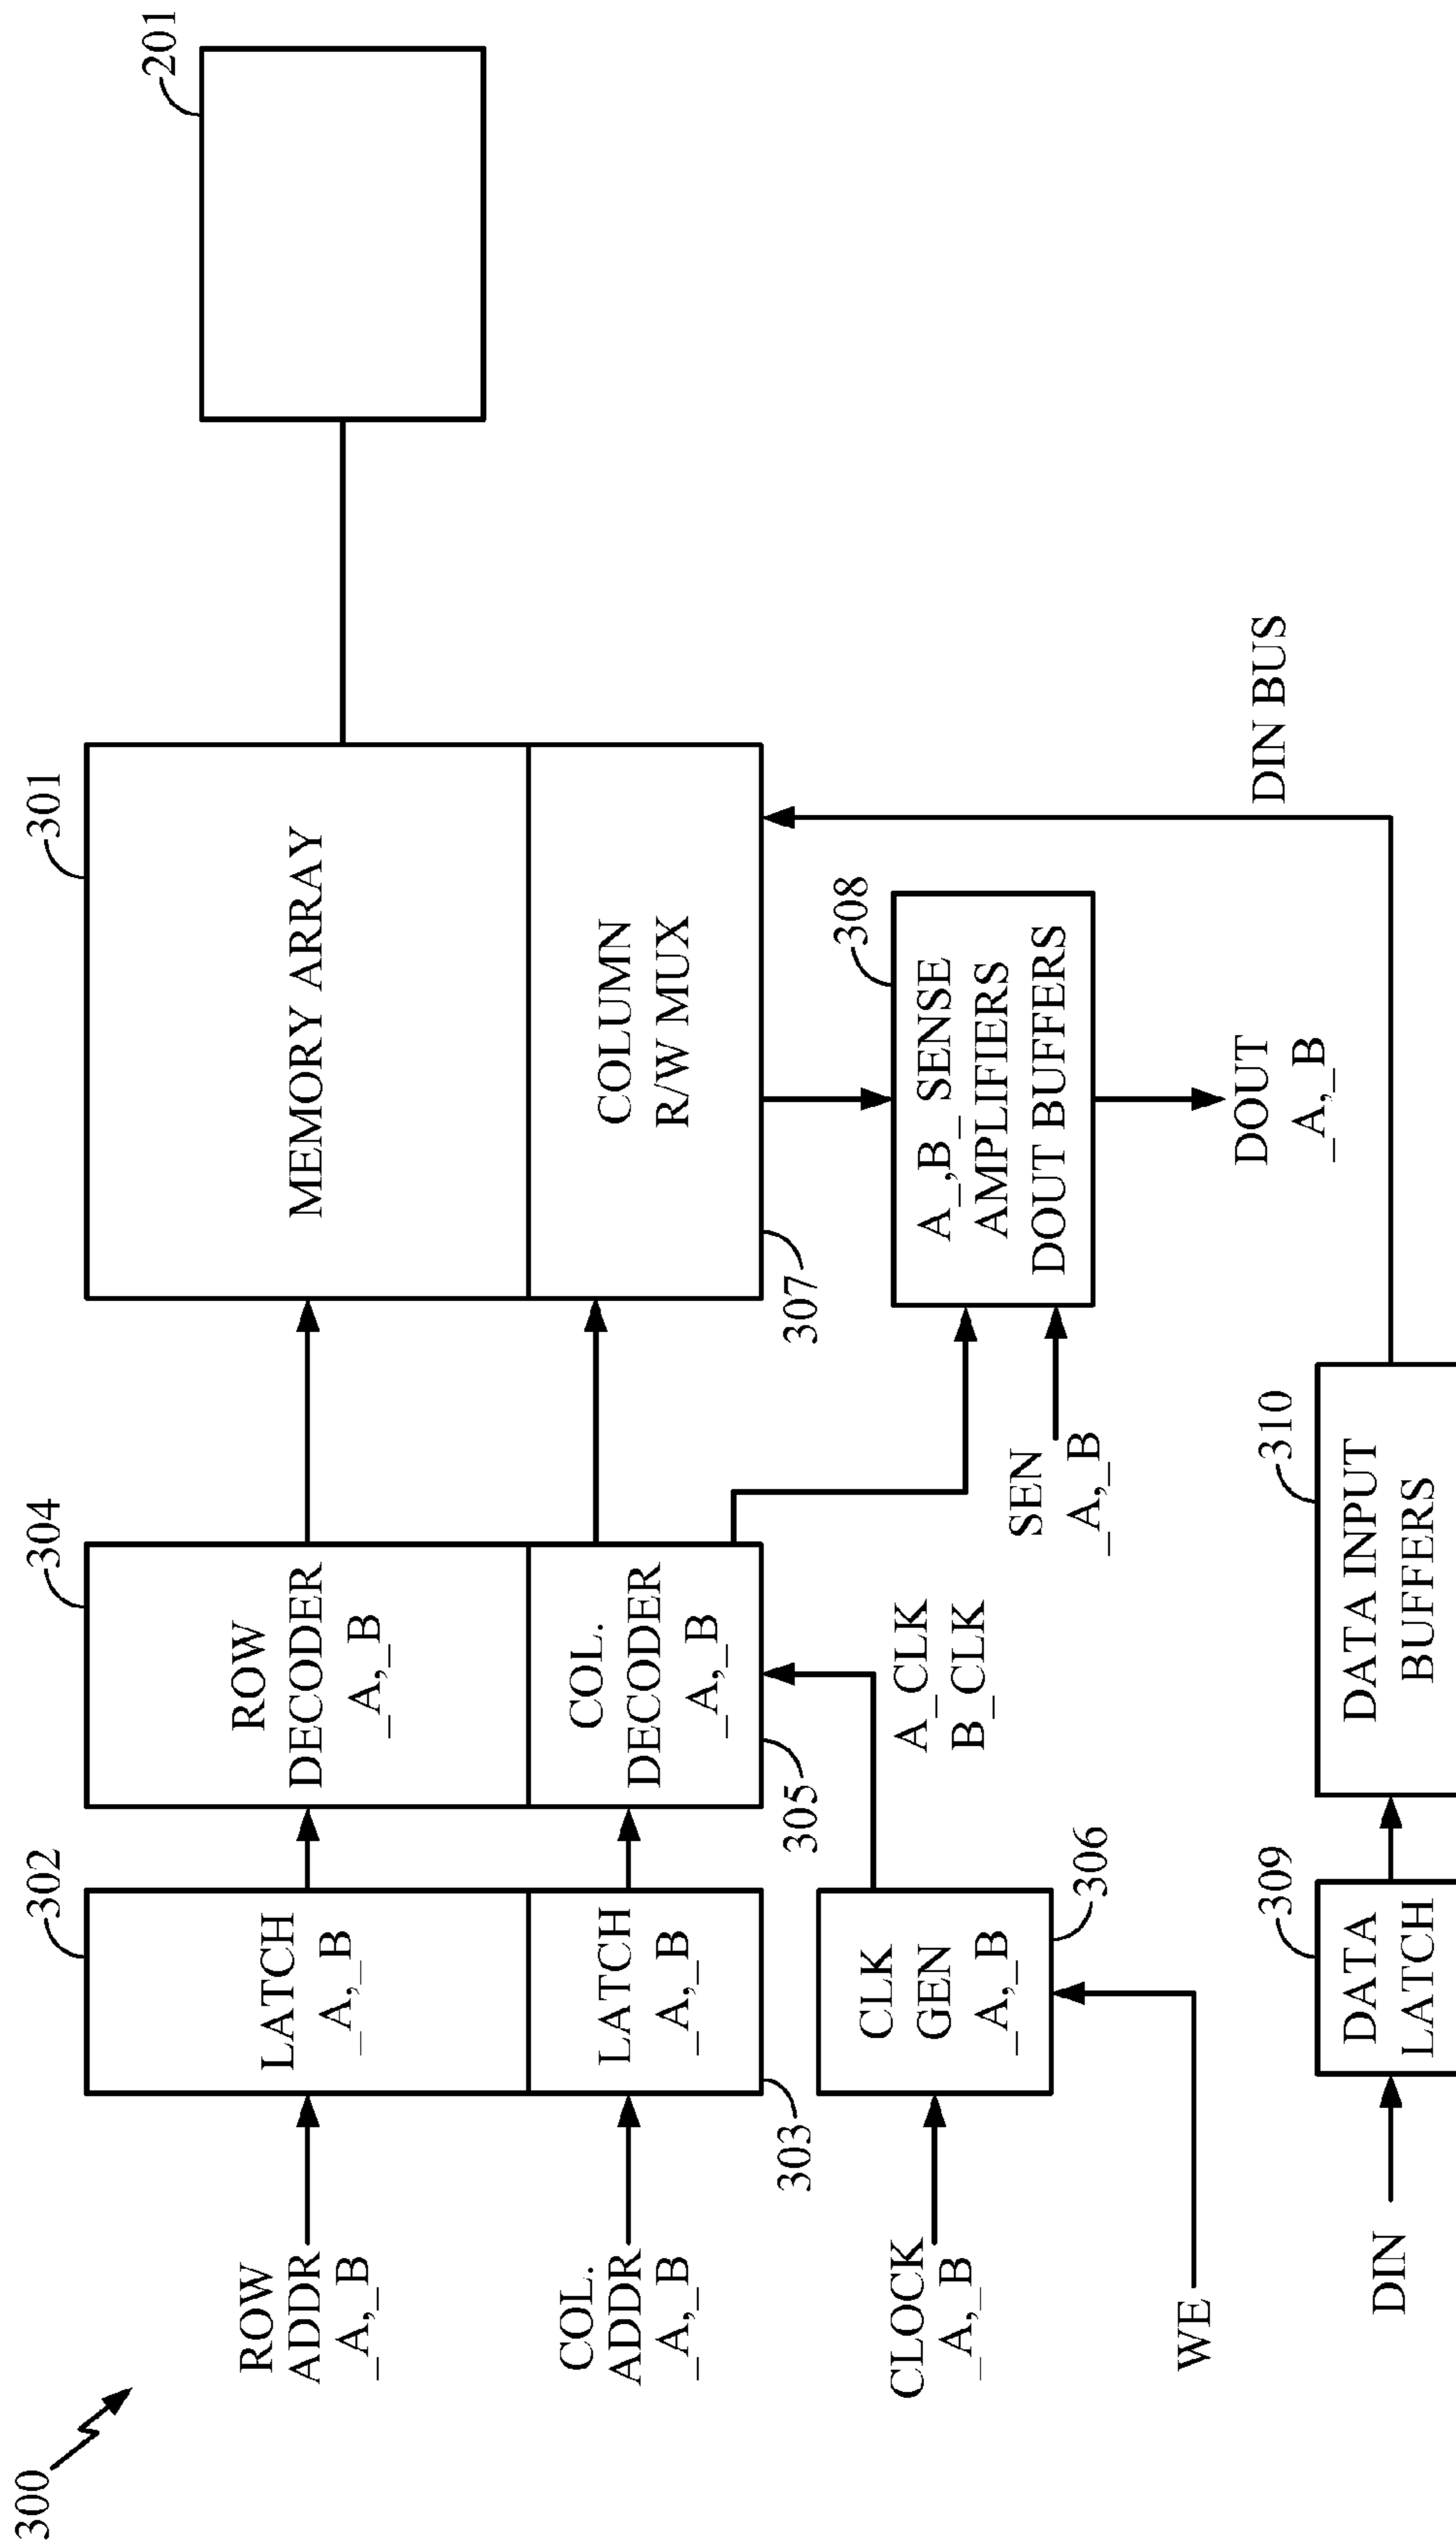 300
ROW
ADDR
_A,_B
302
LATCH
_A,_B
304
ROW
DECODER
_A,_B
301
MEMORY ARRAY
201
COL.
ADDR
_A,_B
LATCH
_A,_B
303
COL.
DECODER
_A,_B
305
COLUMN
R/W MUX
307
CLOCK
_A,_B
CLK
GEN
_A,_B
306
A_CLK
B_CLK
SEN
_A,_B
308
A_,B_ SENSE
AMPLIFIERS
DOUT BUFFERS
WE
DOUT
_A,_B
DIN BUS
DIN
309
DATA
LATCH
310
DATA INPUT
BUFFERS